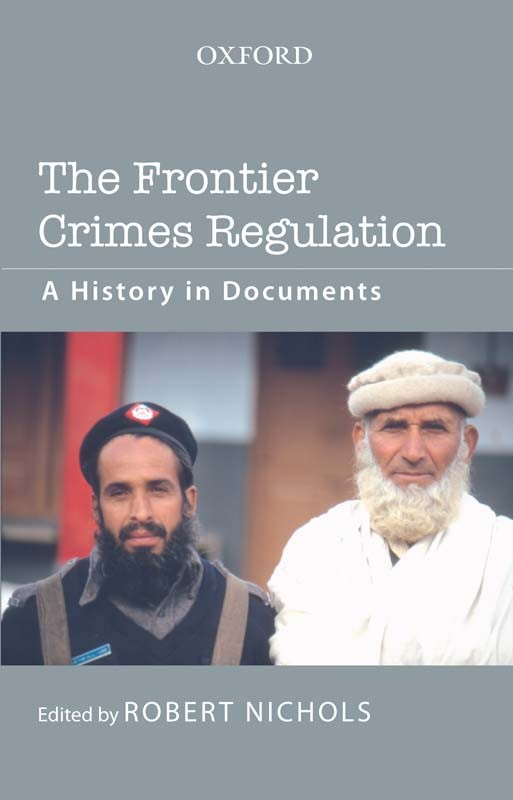 OXFORD
The Frontier
Crimes Regulation
A History in Documents
Edited by ROBERT NICHOLS